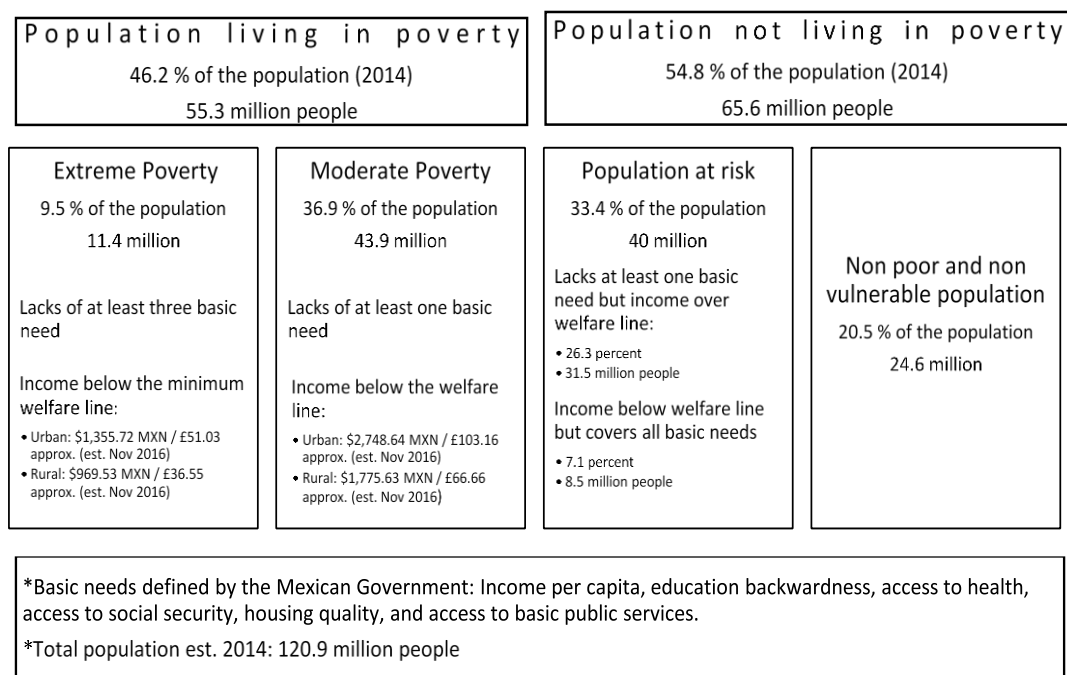 Population living in poverty
46.2 % of the population (2014)
55.3 million people
Population not living in poverty
54.8 % of the population (2014)
65.6 million people
Extreme Poverty
9.5 % of the population
11.4 million
Lacks of at least three basic
need
Income below the minimum
welfare line:
• Urban: $1,355.72 MXN / £51.03
approx. (est. Nov 2016)
• Rural: $969.53 MXN / £36.55
approx. (est. Nov 2016)
Moderate Poverty
36.9 % of the population
43.9 million
Lacks of at least one basic
need
Income below the welfare
line:
• Urban: $2,748.64 MXN / £103.16
approx. (est. Nov 2016)
• Rural: $1,775.63 MXN / £66.66
approx. (est. Nov 2016)
Population at risk
33.4 % of the population
40 million
Lacks at least one basic
need but income over
welfare line:
• 26.3 percent
• 31.5 million people
Income below welfare line
but covers all basic needs
• 7.1 percent
• 8.5 million people
Non poor and non
vulnerable population
20.5 % of the population
24.6 million
*Basic needs defined by the Mexican Government: Income per capita, education backwardness, access to health,
access to social security, housing quality, and access to basic public services.
*Total population est. 2014: 120.9 million people